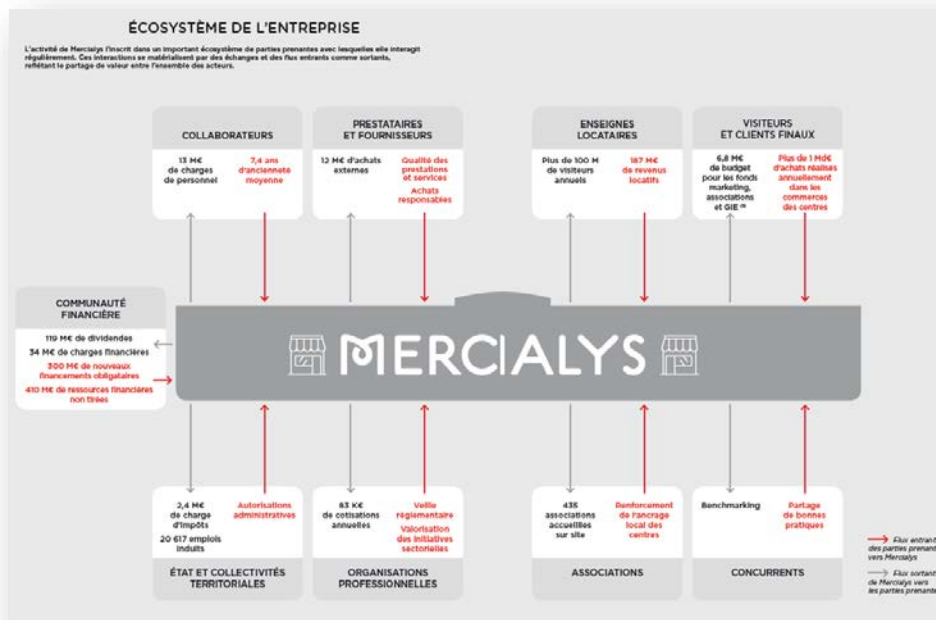 ÉCOSYSTÈME DE L'ENTREPRISE
L'activité de Mercialys l'inscrit dans un important écosystème de parties prenantes avec lesquelles elle interagit
régulièrement. Ces interactions se matérialisent par des échanges et des flux entrants comme sortants,
reflétant le partage de valeur entre l'ensemble des acteurs.
COLLABORATEURS
13 M€
de charges
de personnel
7,4 ans
d'ancienneté
moyenne
PRESTATAIRES
ET FOURNISSEURS
12 M€ d'achats
externes
Qualité des
prestations
et services
Achats
responsables
ENSEIGNES
LOCATAIRES
Plus de 100 M
de visiteurs
annuels
187 M€
de revenus
locatifs
VISITEURS
ET CLIENTS FINAUX
6,8 M€
de budget
pour les fonds
marketing,
associations
et GIE
Plus de 1 Md€
d'achats réalisés
annuellement
dans les
commerces
des centres
COMMUNAUTÉ
FINANCIÈRE
119 M€ de dividendes
34 M€ de charges financières
300 M€ de nouveaux
financements obligataires
410 M€ de ressources financières
non tirées
MERCIALYS
2,4 M€
de charge
d'impôts
20 617 emplois
induits
Autorisations
administratives
ÉTAT ET COLLECTIVITÉS
TERRITORIALES
83 K€
de cotisations
annuelles
Veille
réglementaire
Valorisation
des initiatives
sectorielles
ORGANISATIONS
PROFESSIONNELLES
435
associations
accueillies
sur site
Renforcement
de l'ancrage
local des
centres
ASSOCIATIONS
Benchmarking
Partage
de bonnes
pratiques
CONCURRENTS
Flux entrant
des parties prenant
vers Mercialys
Flux sortant
de Mercialys vers
les parties prenante